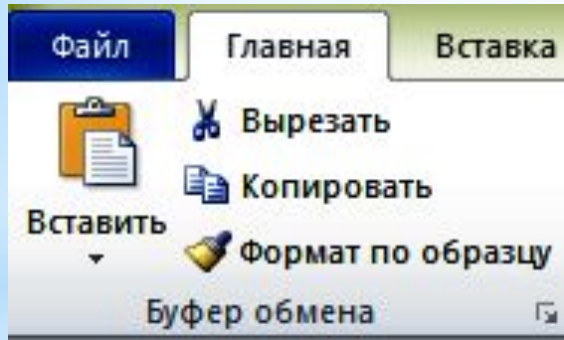 Файл Главная Вставка
Вырезать
Копировать
Вставить
Формат по образцу
Буфер обмена